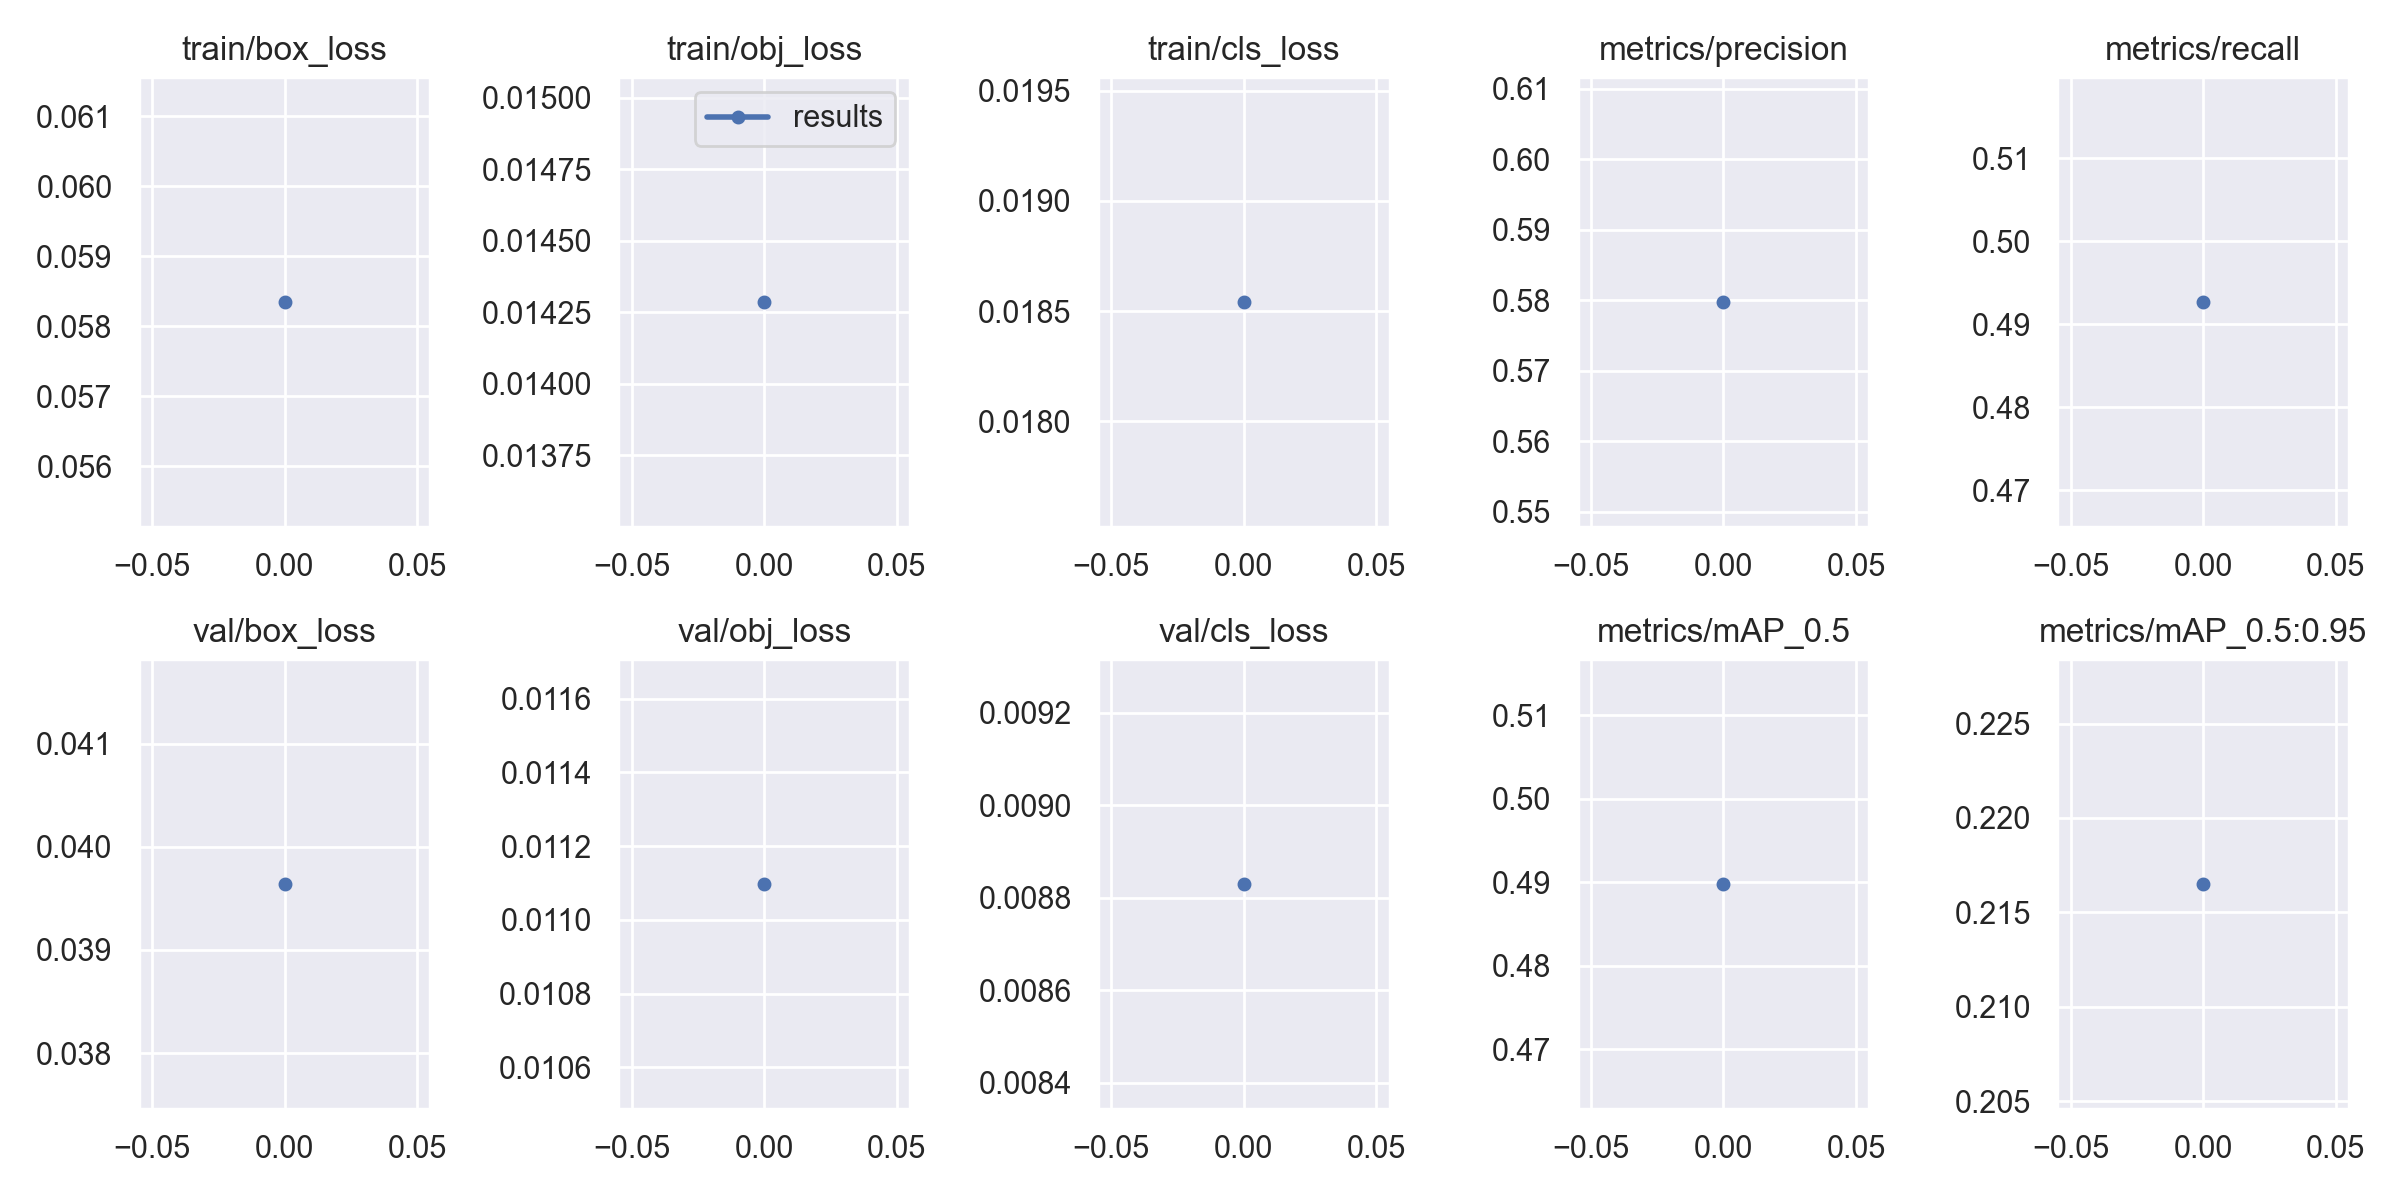 train/box_loss
0.061
0.060
0.059
0.058
0.057
0.056
−0.05 0.00 0.05
train/obj_loss
results
0.01500
0.01475
0.01450
0.01425
0.01400
0.01375
−0.05 0.00 0.05
train/cls_loss
0.0195
0.0190
0.0185
0.0180
−0.05 0.00 0.05
metrics/precision
0.61
0.60
0.59
0.58
0.57
0.56
0.55
−0.05 0.00 0.05
metrics/recall
0.51
0.50
0.49
0.48
0.47
−0.05 0.00 0.05
val/box_loss
0.041
0.040
0.039
0.038
−0.05 0.00 0.05
val/obj_loss
0.0116
0.0114
0.0112
0.0110
0.0108
0.0106
−0.05 0.00 0.05
val/cls_loss
0.0092
0.0090
0.0088
0.0086
0.0084
−0.05 0.00 0.05
metrics/mAP_0.5
0.51
0.50
0.49
0.48
0.47
−0.05 0.00 0.05
metrics/mAP_0.5:0.95
0.225
0.220
0.215
0.210
0.205
−0.05 0.00 0.05